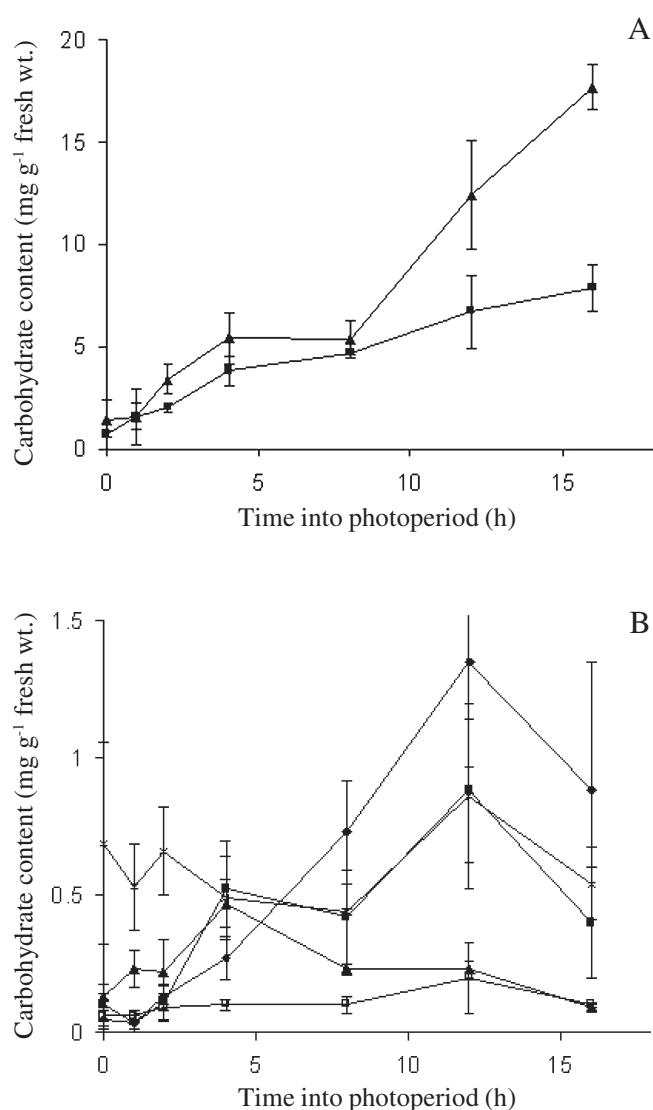 A
Carbohydrate content (mg g⁻¹ fresh wt.)
20
15
10
5
0
0 5 10 15
Time into photoperiod (h)
B
Carbohydrate content (mg g⁻¹ fresh wt.)
1.5
1
0.5
0
0 5 10 15
Time into photoperiod (h)